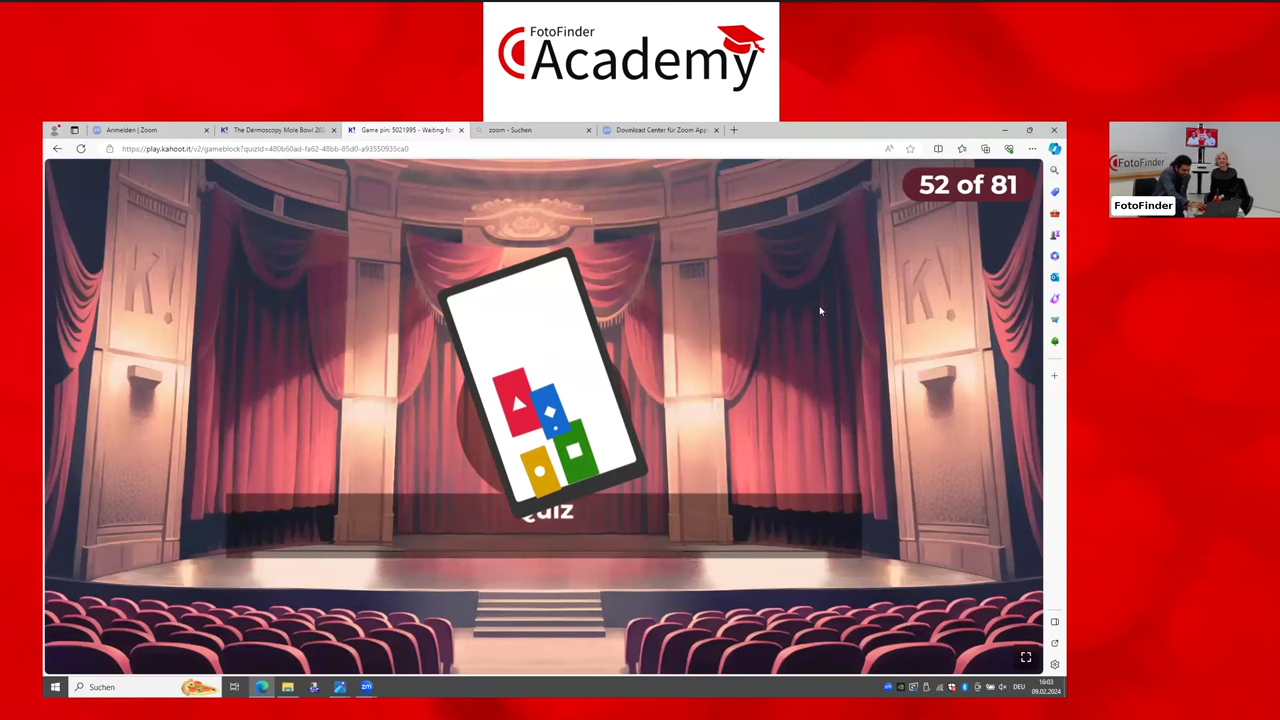 FotoFinder
Academy
Anmelden | Zoom
The Dermoscopy Mole Bowl 202
Game pin: 5021995 - Waiting for
zoom - Suchen
Download Center für Zoom App
https://play.kahoot.it/v2/gameblock?quizId=480b60ad-fa62-48bb-85d0-a93550935ca0
52 of 81
K!
K!
Quiz
FotoFinder
FotoFinder
Suchen
DEU
16:03
09.02.2024